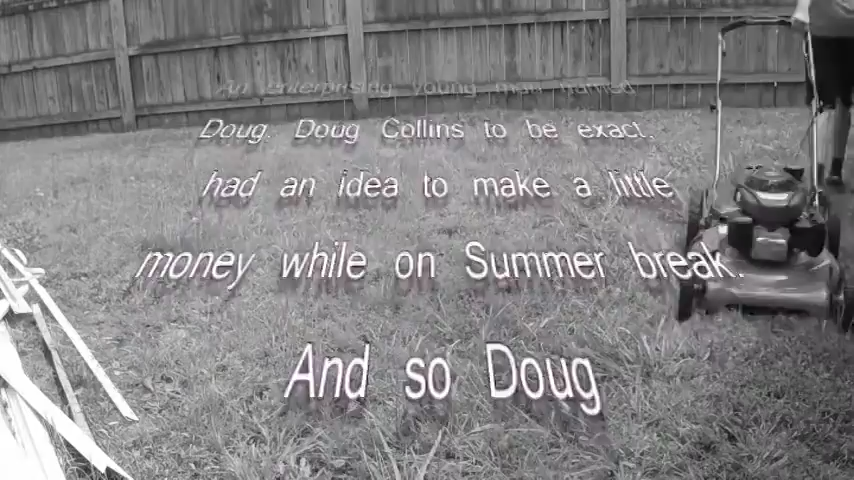 An enterprising young man named
Doug. Doug Collins to be exact,
had an idea to make a little
money while on Summer break.
And so Doug